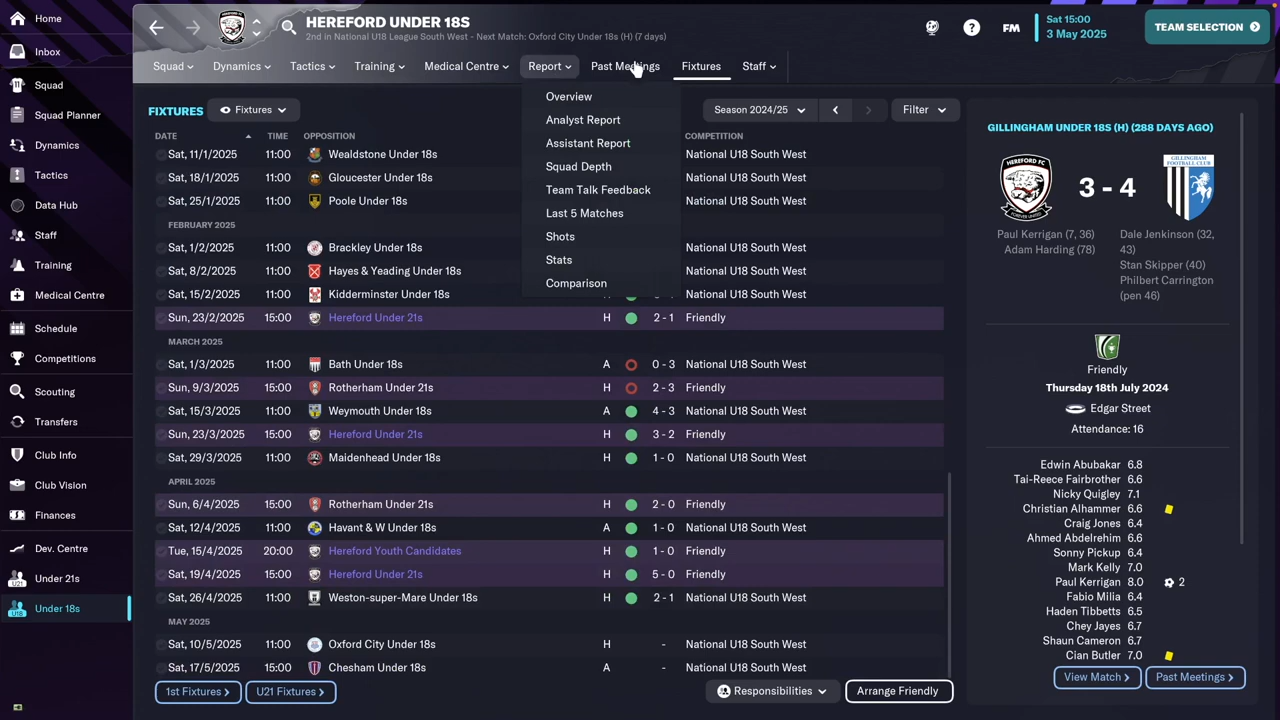 Home
Inbox
Squad
Squad Planner
Dynamics
Tactics
Data Hub
Staff
Training
Medical Centre
Schedule
Competitions
Scouting
Transfers
Club Info
Club Vision
Finances
Dev. Centre
U21 Under 21s
U18 Under 18s
HEREFORD UNDER 18S
2nd in National U18 League South West - Next Match: Oxford City Under 18s (H) (7 days)
? FM Sat 15:00
3 May 2025
TEAM SELECTION
Squad Dynamics Tactics Training Medical Centre Report Past Meetings Fixtures Staff
Overview
Analyst Report
Assistant Report
Squad Depth
Team Talk Feedback
Last 5 Matches
Shots
Stats
Comparison
FIXTURES Fixtures Season 2024/25 Filter
DATE TIME OPPOSITION COMPETITION
Sat, 11/1/2025 11:00 Wealdstone Under 18s National U18 South West
Sat, 18/1/2025 11:00 Gloucester Under 18s National U18 South West
Sat, 25/1/2025 11:00 Poole Under 18s National U18 South West
FEBRUARY 2025
Sat, 1/2/2025 11:00 Brackley Under 18s National U18 South West
Sat, 8/2/2025 11:00 Hayes & Yeading Under 18s National U18 South West
Sat, 15/2/2025 11:00 Kidderminster Under 18s National U18 South West
Sun, 23/2/2025 15:00 Hereford Under 21s H 2 - 1 Friendly
MARCH 2025
Sat, 1/3/2025 11:00 Bath Under 18s A 0 - 3 National U18 South West
Sun, 9/3/2025 15:00 Rotherham Under 21s H 2 - 3 Friendly
Sat, 15/3/2025 11:00 Weymouth Under 18s A 4 - 3 National U18 South West
Sun, 23/3/2025 15:00 Hereford Under 21s H 3 - 2 Friendly
Sat, 29/3/2025 11:00 Maidenhead Under 18s H 1 - 0 National U18 South West
APRIL 2025
Sun, 6/4/2025 15:00 Rotherham Under 21s H 2 - 0 Friendly
Sat, 12/4/2025 11:00 Havant & W Under 18s A 1 - 0 National U18 South West
Tue, 15/4/2025 20:00 Hereford Youth Candidates H 1 - 0 Friendly
Sat, 19/4/2025 15:00 Hereford Under 21s H 5 - 0 Friendly
Sat, 26/4/2025 11:00 Weston-super-Mare Under 18s H 2 - 1 National U18 South West
MAY 2025
Sat, 10/5/2025 11:00 Oxford City Under 18s H - National U18 South West
Sat, 17/5/2025 15:00 Chesham Under 18s A - National U18 South West
1st Fixtures U21 Fixtures Responsibilities Arrange Friendly
GILLINGHAM UNDER 18S (H) (288 DAYS AGO)
HEREFORD FC
FOREVER UNITED
3 - 4
Paul Kerrigan (7, 36)
Adam Harding (78)
Dale Jenkinson (32,
43)
Stan Skipper (40)
Philbert Carrington
(pen 46)
Friendly
Thursday 18th July 2024
Edgar Street
Attendance: 16
Edwin Abubakar 6.8
Tai-Reece Fairbrother 6.6
Nicky Quigley 7.1
Christian Alhammer 6.6
Craig Jones 6.4
Ahmed Abdelrehim 6.6
Sonny Pickup 6.4
Mark Kelly 7.0
Paul Kerrigan 8.0 2
Fabio Milia 6.4
Haden Tibbetts 6.5
Chey Jayes 6.7
Shaun Cameron 6.7
Cian Butler 7.0
View Match Past Meetings